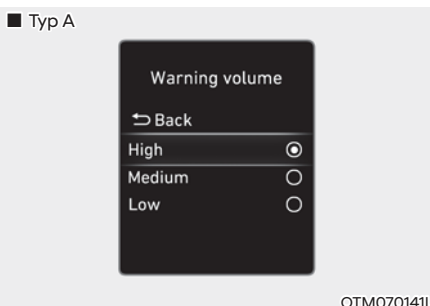 Typ A
Warning volume
Back
High
Medium
Low
OTM070141L